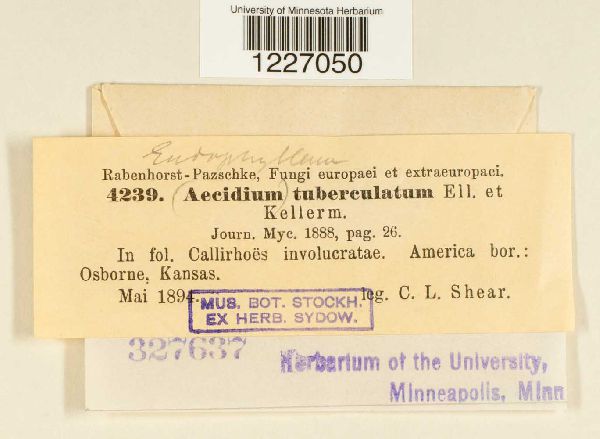 University of Minnesota Herbarium
1227050
Endophyllum
Rabenhorst-Pazschke, Fungi europaei et extraeuropaei.
4239. (Aecidium) tuberculatum Ell. et
Kellerm.
Journ. Myc. 1888, pag. 26.
In fol. Callirhoës involucratae. America bor.:
Osborne, Kansas.
Mai 1894. leg. C. L. Shear.
MUS. BOT. STOCKH.
EX HERB. SYDOW.
327637
Herbarium of the University,
Minneapolis, Minn